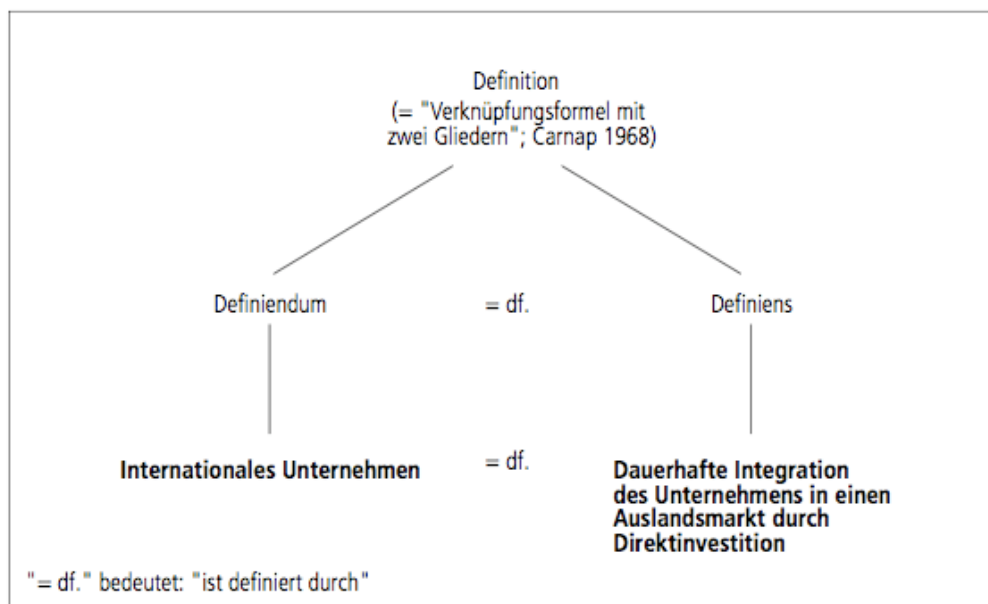 Definition
(= "Verknüpfungsformel mit
zwei Gliedern"; Carnap 1968)
Definiendum = df. Definiens
Internationales Unternehmen = df. Dauerhafte Integration
des Unternehmens in einen
Auslandsmarkt durch
Direktinvestition
"= df." bedeutet: "ist definiert durch"